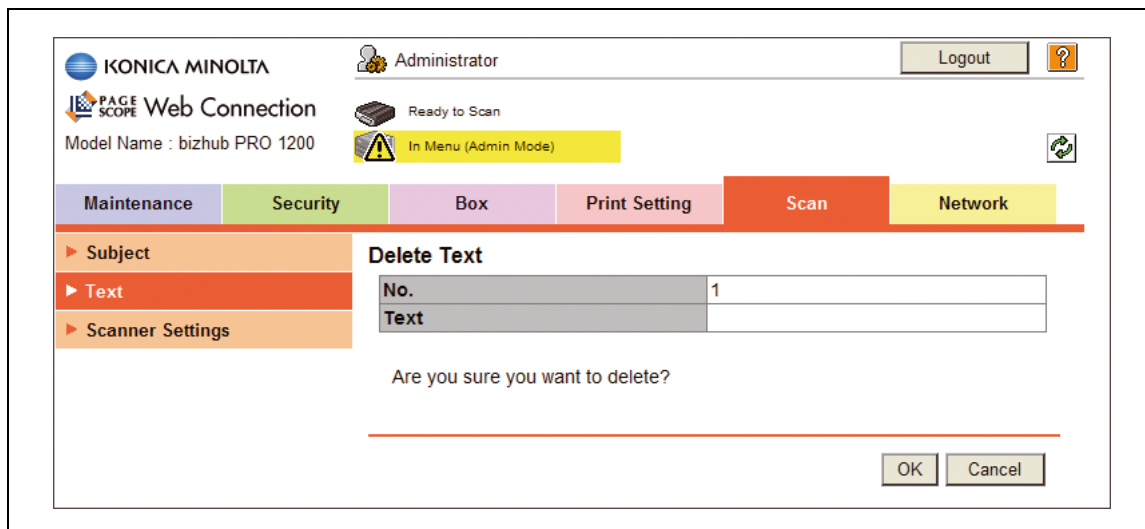 KONICA MINOLTA
Administrator
Logout
?
PAGE SCOPE Web Connection
Ready to Scan
Model Name : bizhub PRO 1200
In Menu (Admin Mode)
Maintenance Security Box Print Setting Scan Network
Subject
Text
Scanner Settings
Delete Text
No. 1
Text
Are you sure you want to delete?
OK Cancel